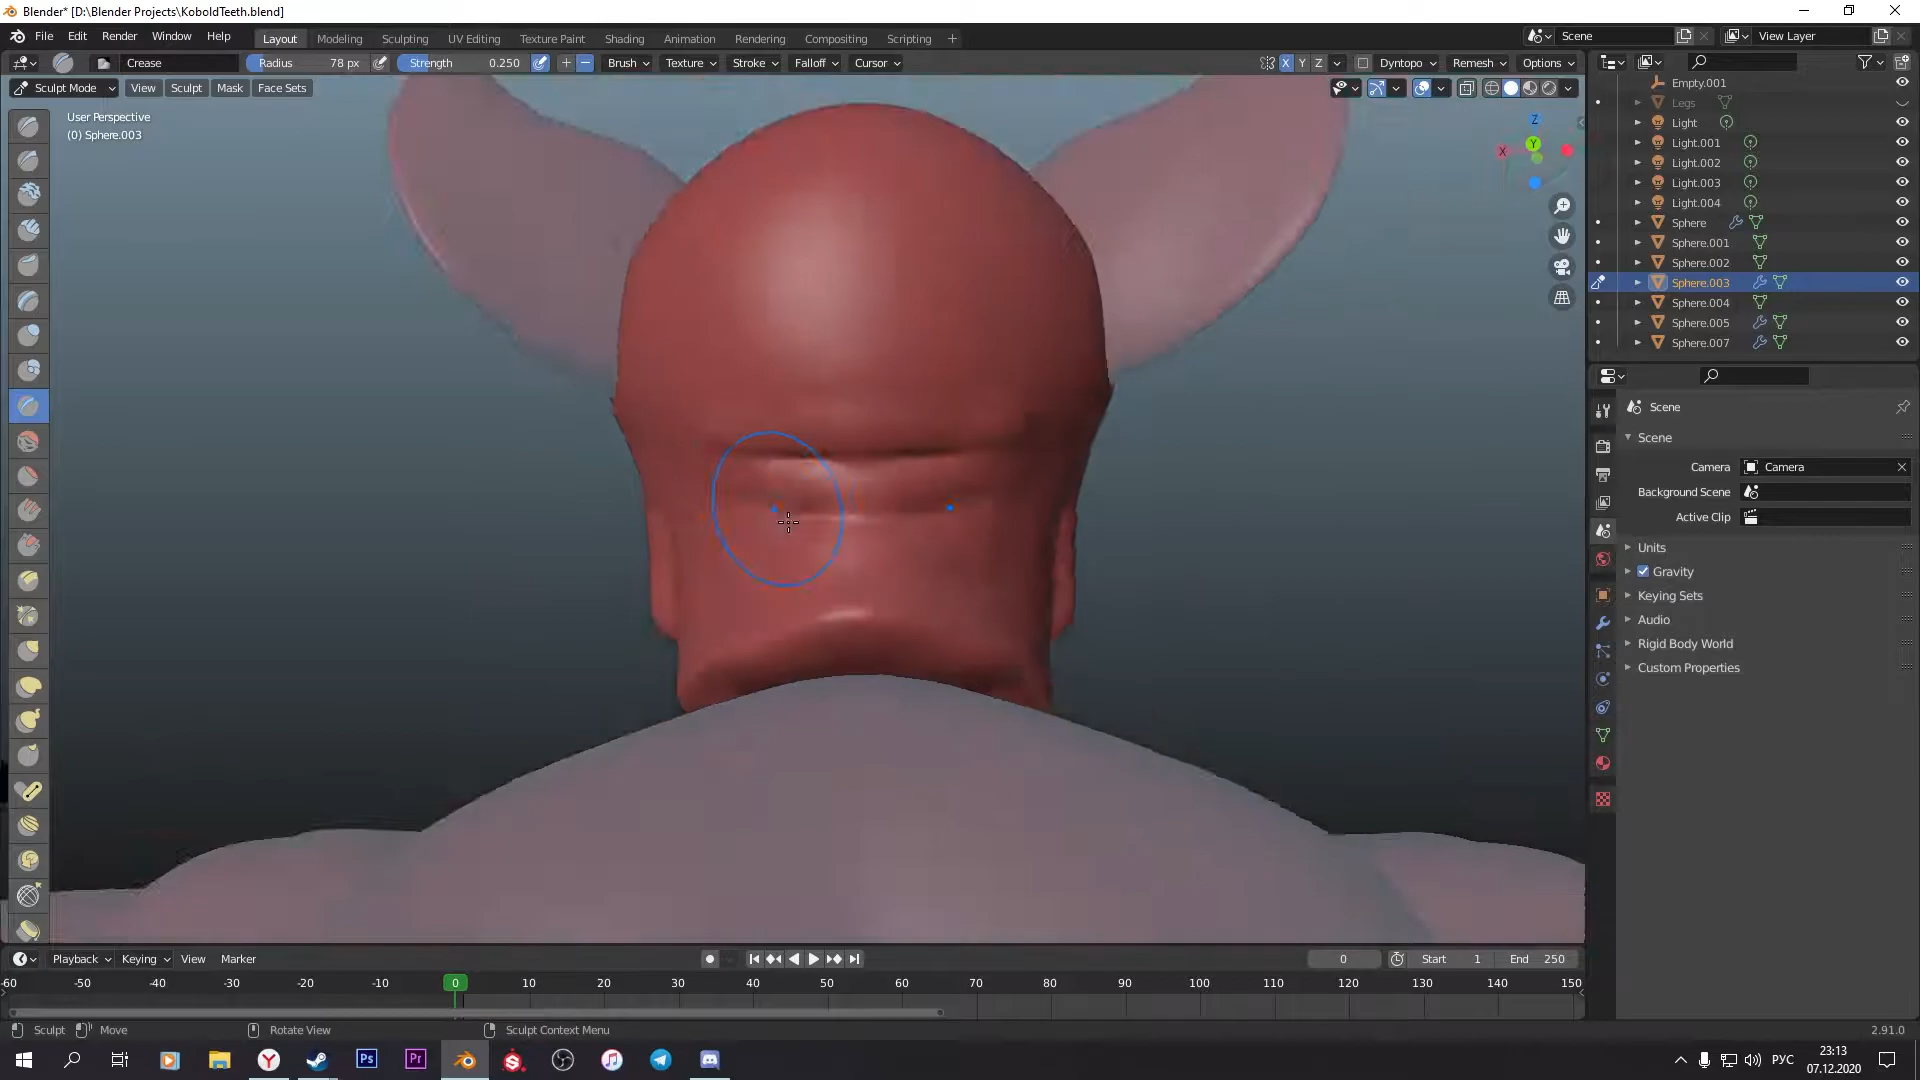 Blender* [D:\Blender Projects\KoboldTeeth.blend]
File Edit Render Window Help
Layout Modeling Sculpting UV Editing Texture Paint Shading Animation Rendering Compositing Scripting +
Scene View Layer
Crease Radius 78 px Strength 0.250 Brush Texture Stroke Falloff Cursor X Y Z Dyntopo Remesh Options
Sculpt Mode View Sculpt Mask Face Sets
User Perspective
(0) Sphere.003
Z
Y
X
Empty.001
Legs
Light
Light.001
Light.002
Light.003
Light.004
Sphere
Sphere.001
Sphere.002
Sphere.003
Sphere.004
Sphere.005
Sphere.007
Scene
Scene
Camera Camera
Background Scene
Active Clip
Units
Gravity
Keying Sets
Audio
Rigid Body World
Custom Properties
Playback Keying View Marker 0 Start 1 End 250
-60 -50 -40 -30 -20 -10 0 10 20 30 40 50 60 70 80 90 100 110 120 130 140 150
Sculpt Move Rotate View Sculpt Context Menu 2.91.0
Y Ps Pr S РУС
23:13
07.12.2020